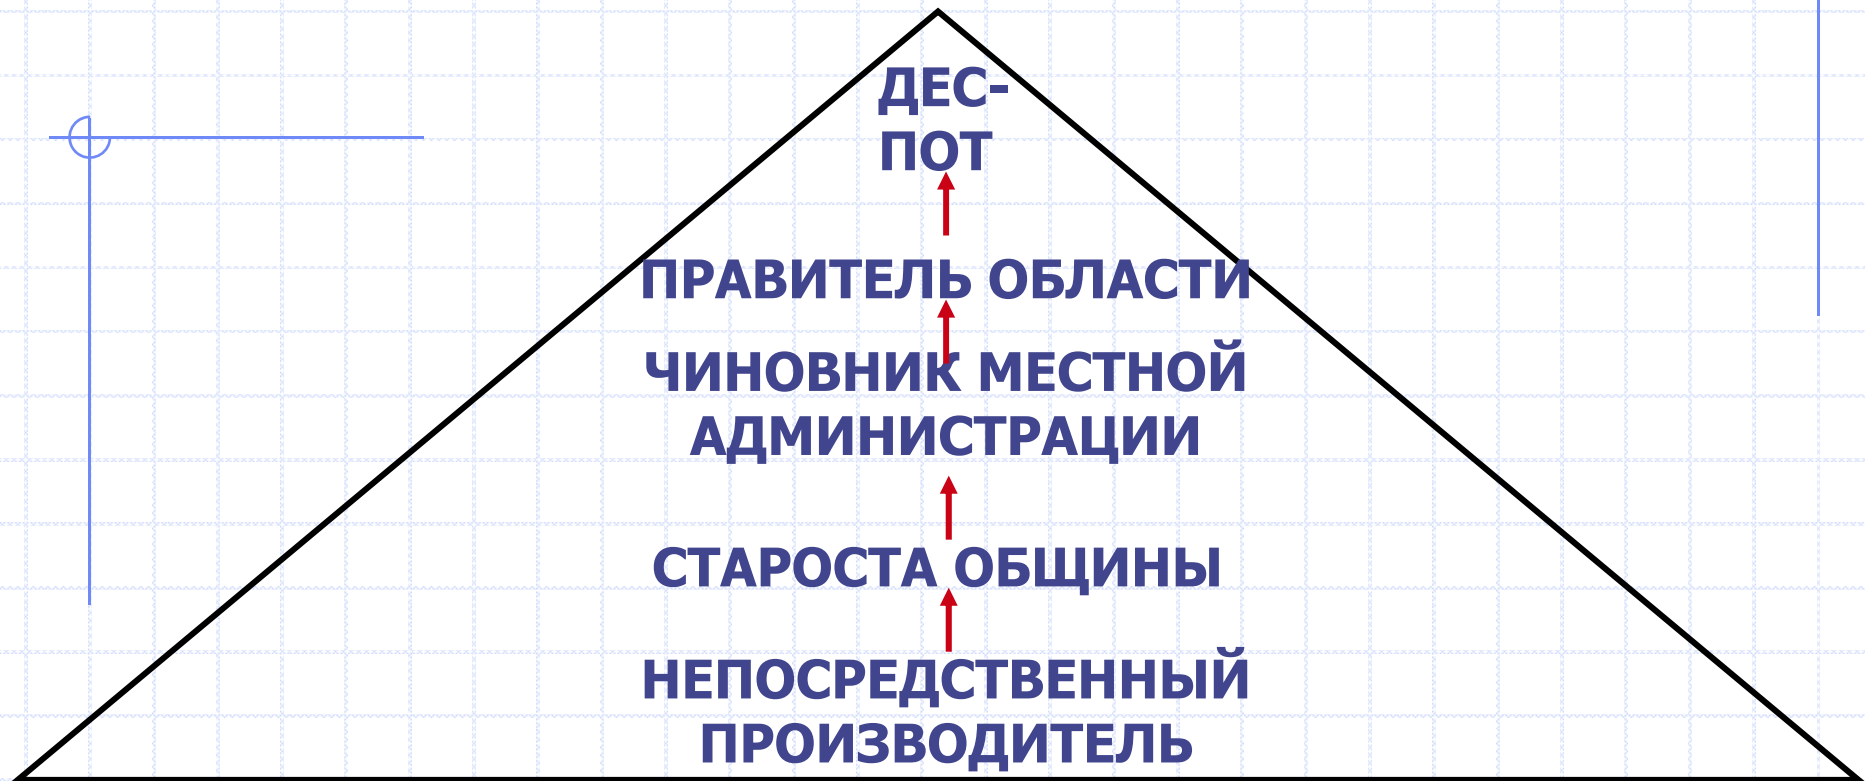 ДЕС-
ПОТ
ПРАВИТЕЛЬ ОБЛАСТИ
ЧИНОВНИК МЕСТНОЙ
АДМИНИСТРАЦИИ
СТАРОСТА ОБЩИНЫ
НЕПОСРЕДСТВЕННЫЙ
ПРОИЗВОДИТЕЛЬ